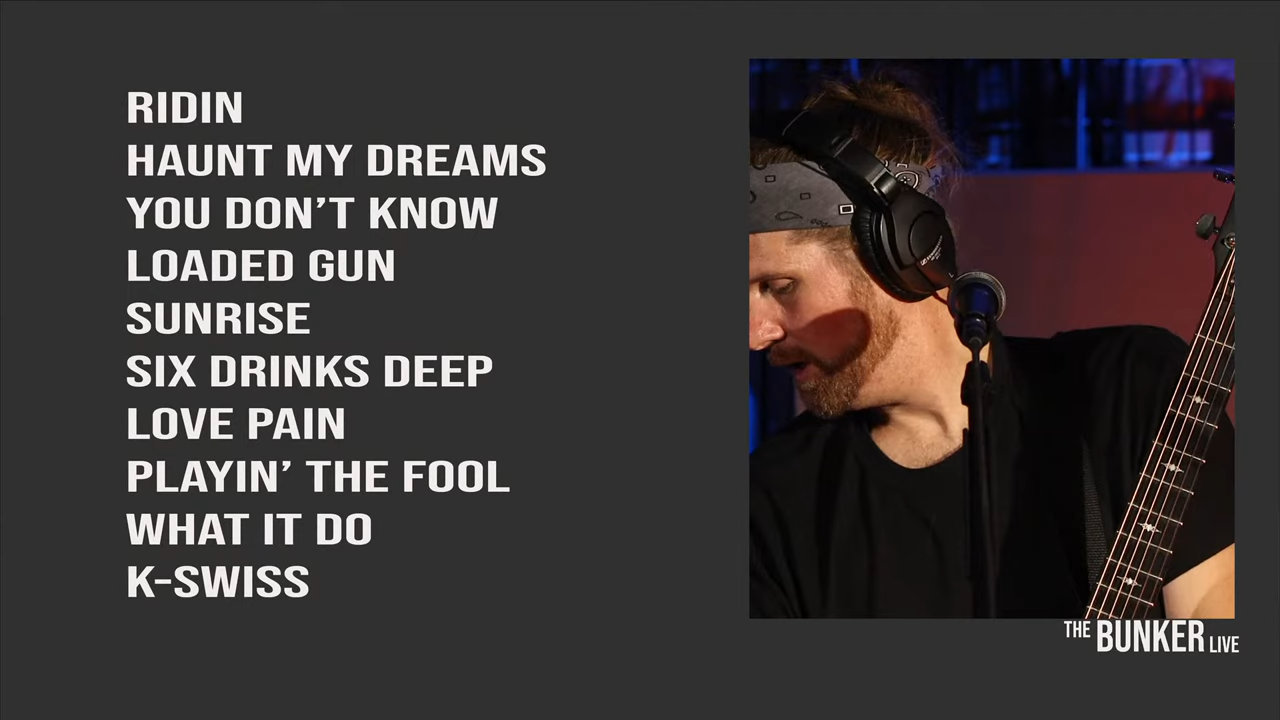 RIDIN
HAUNT MY DREAMS
YOU DON’T KNOW
LOADED GUN
SUNRISE
SIX DRINKS DEEP
LOVE PAIN
PLAYIN’ THE FOOL
WHAT IT DO
K-SWISS
THE BUNKER LIVE